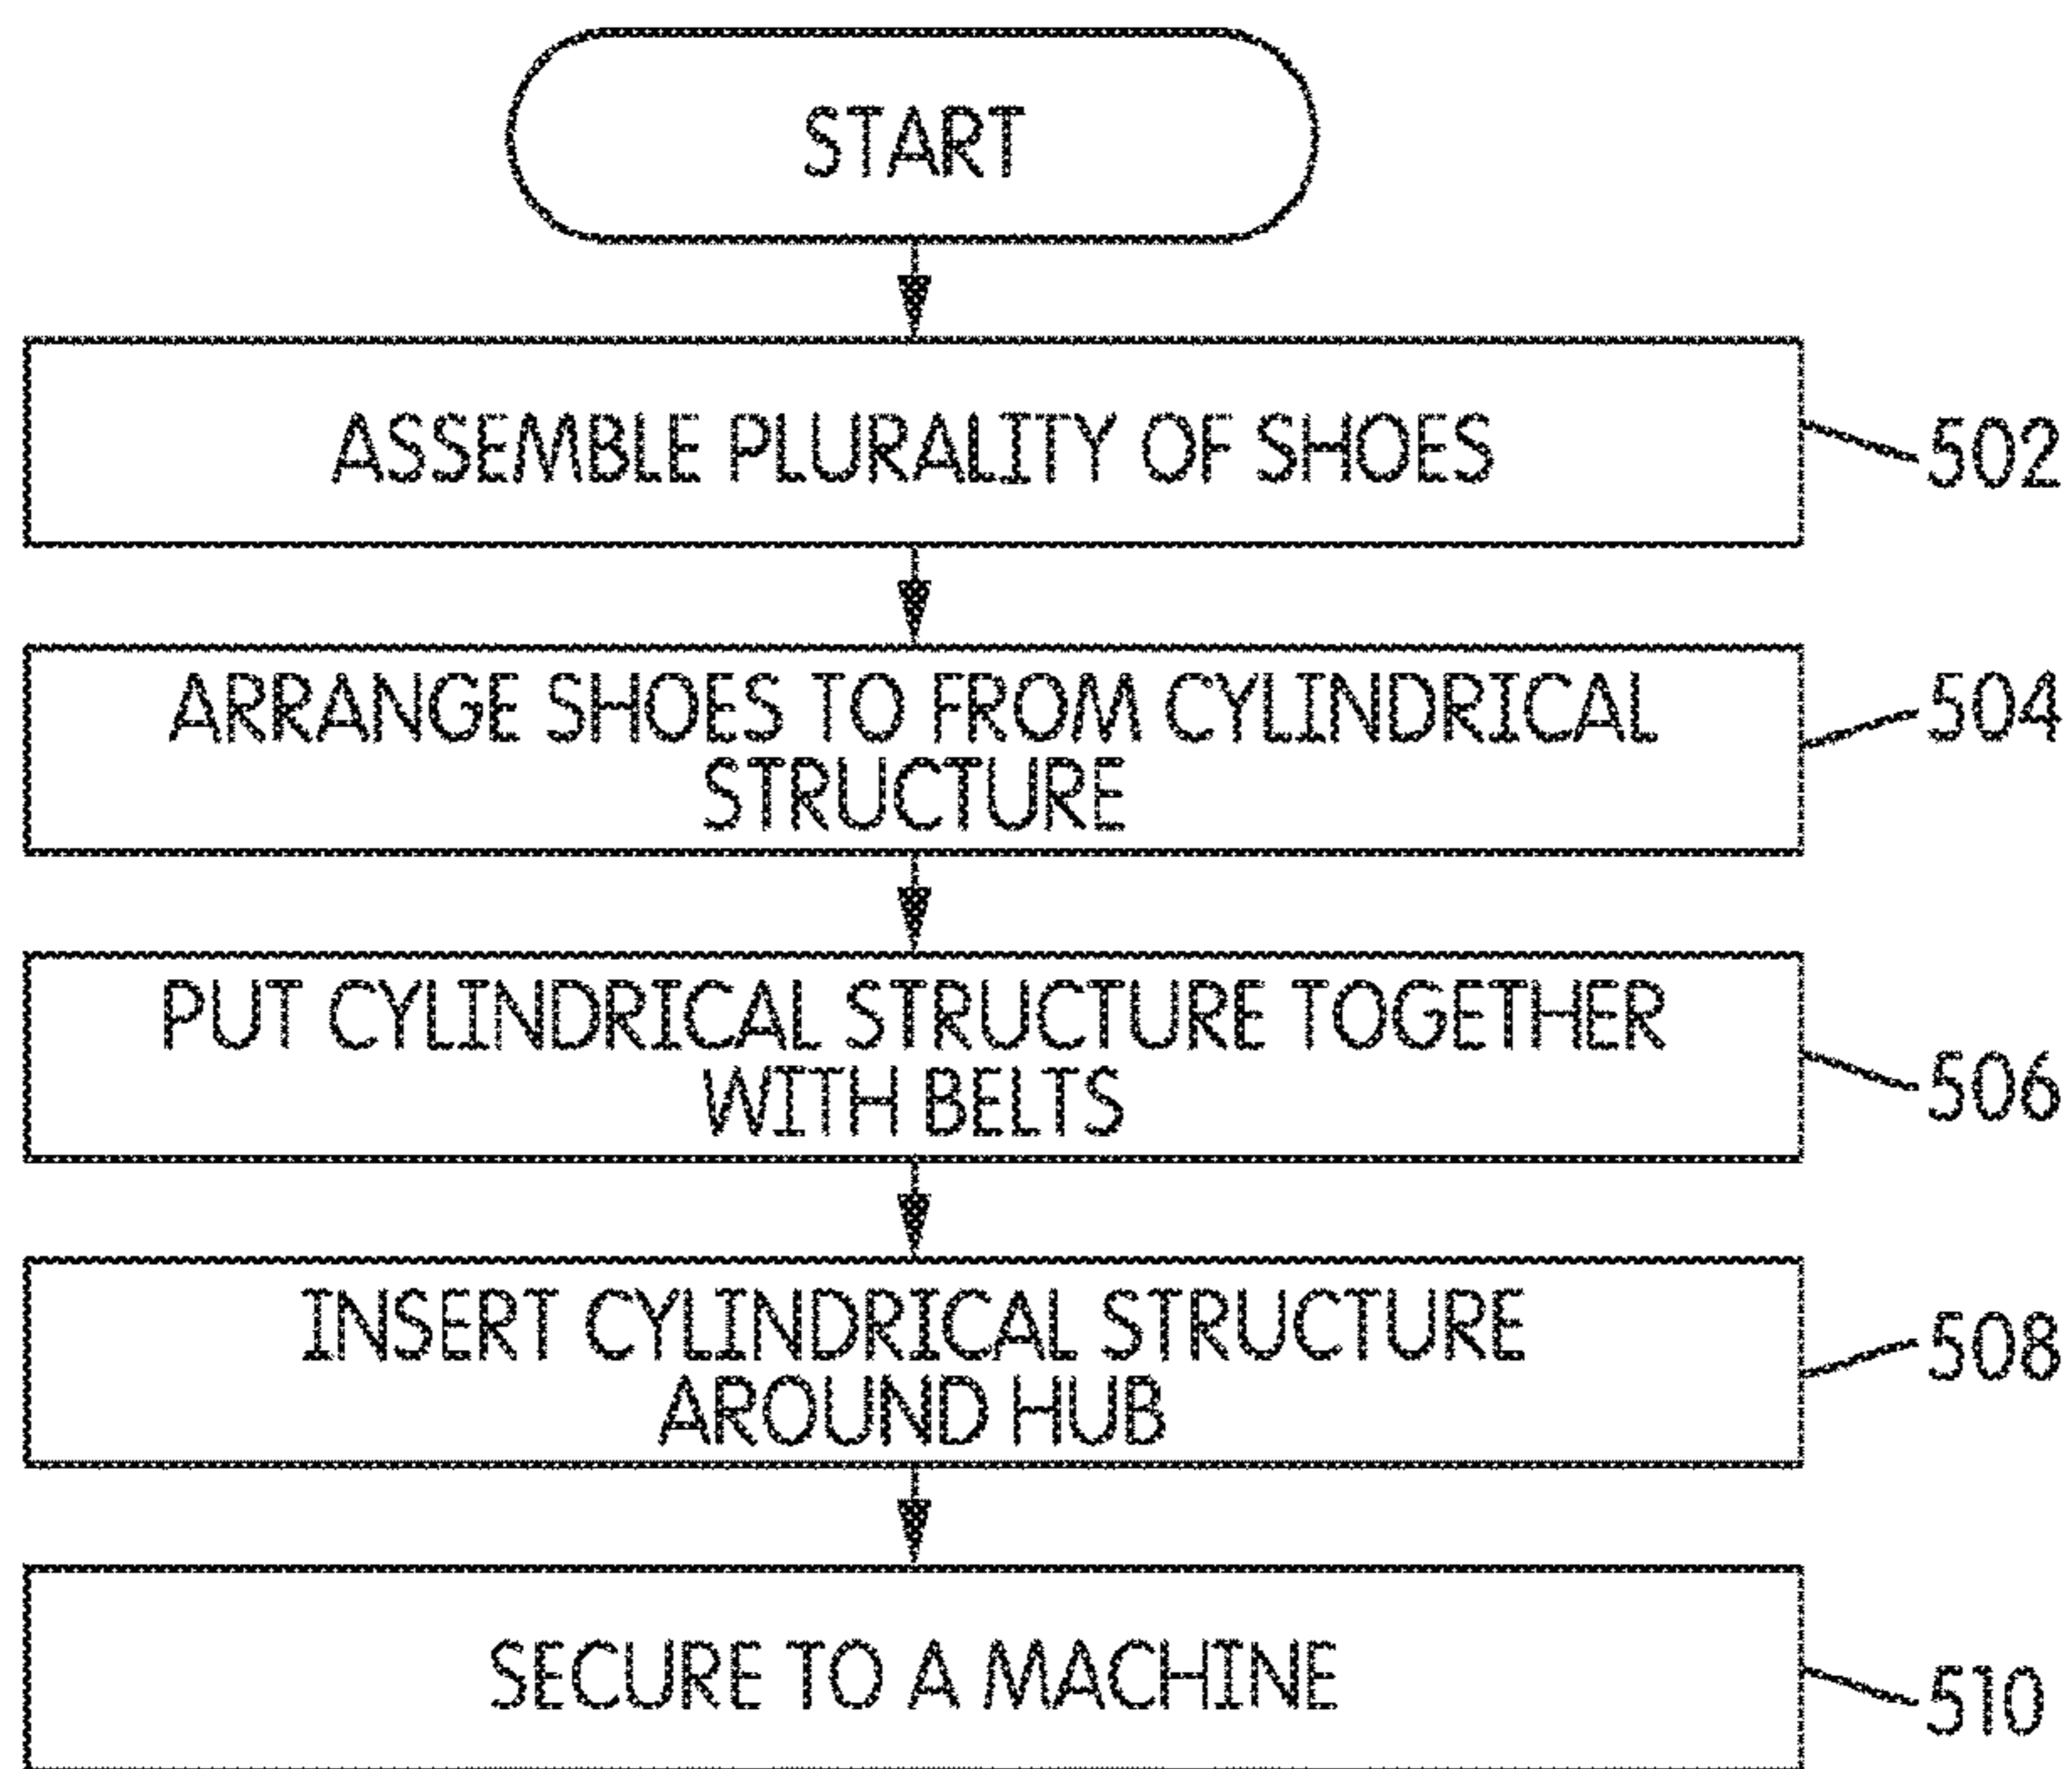 START
ASSEMBLE PLURALITY OF SHOES
502
ARRANGE SHOES TO FROM CYLINDRICAL
STRUCTURE
504
PUT CYLINDRICAL STRUCTURE TOGETHER
WITH BELTS
506
INSERT CYLINDRICAL STRUCTURE
AROUND HUB
508
SECURE TO A MACHINE
510